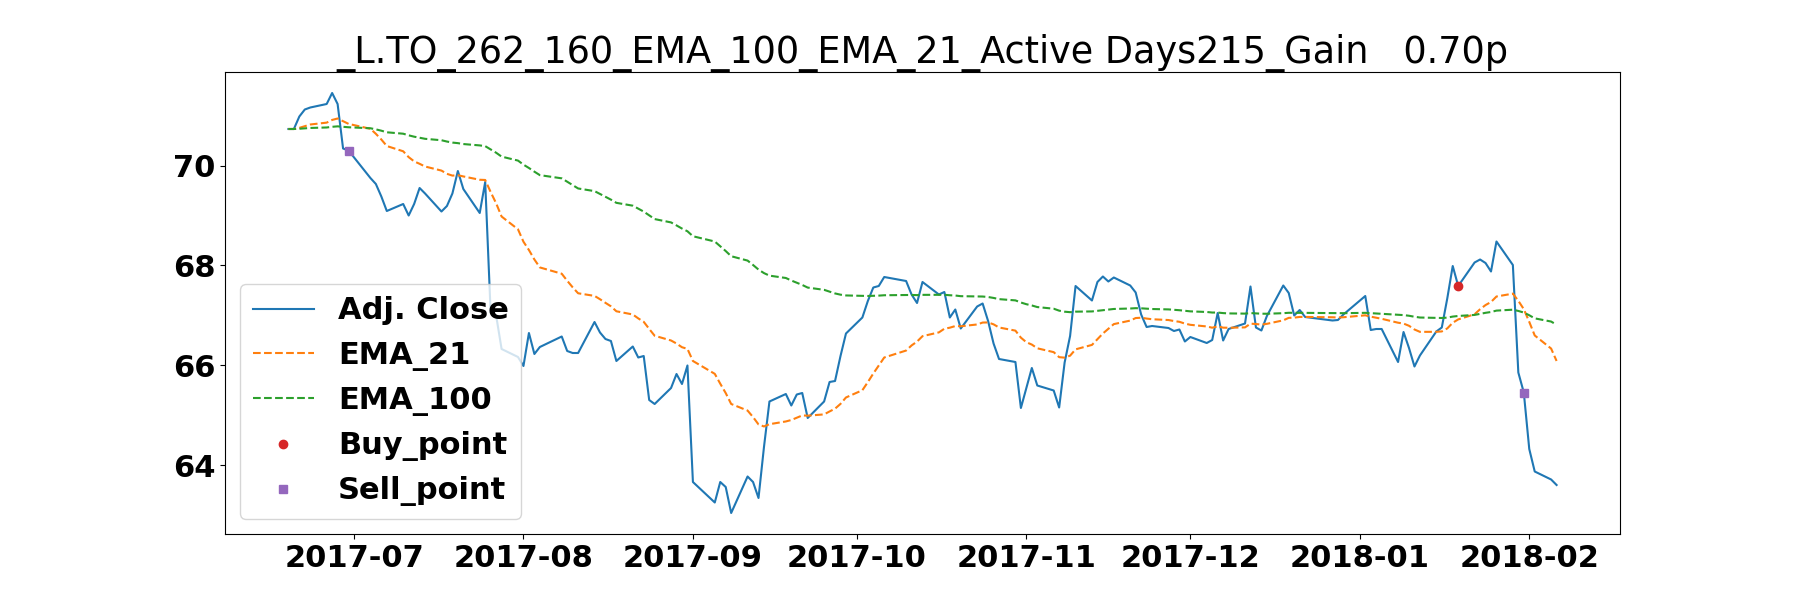 _L.TO_262_160_EMA_100_EMA_21_Active Days215_Gain   0.70p
70
68
66
64
Adj. Close
EMA_21
EMA_100
Buy_point
Sell_point
2017-07 2017-08 2017-09 2017-10 2017-11 2017-12 2018-01 2018-02